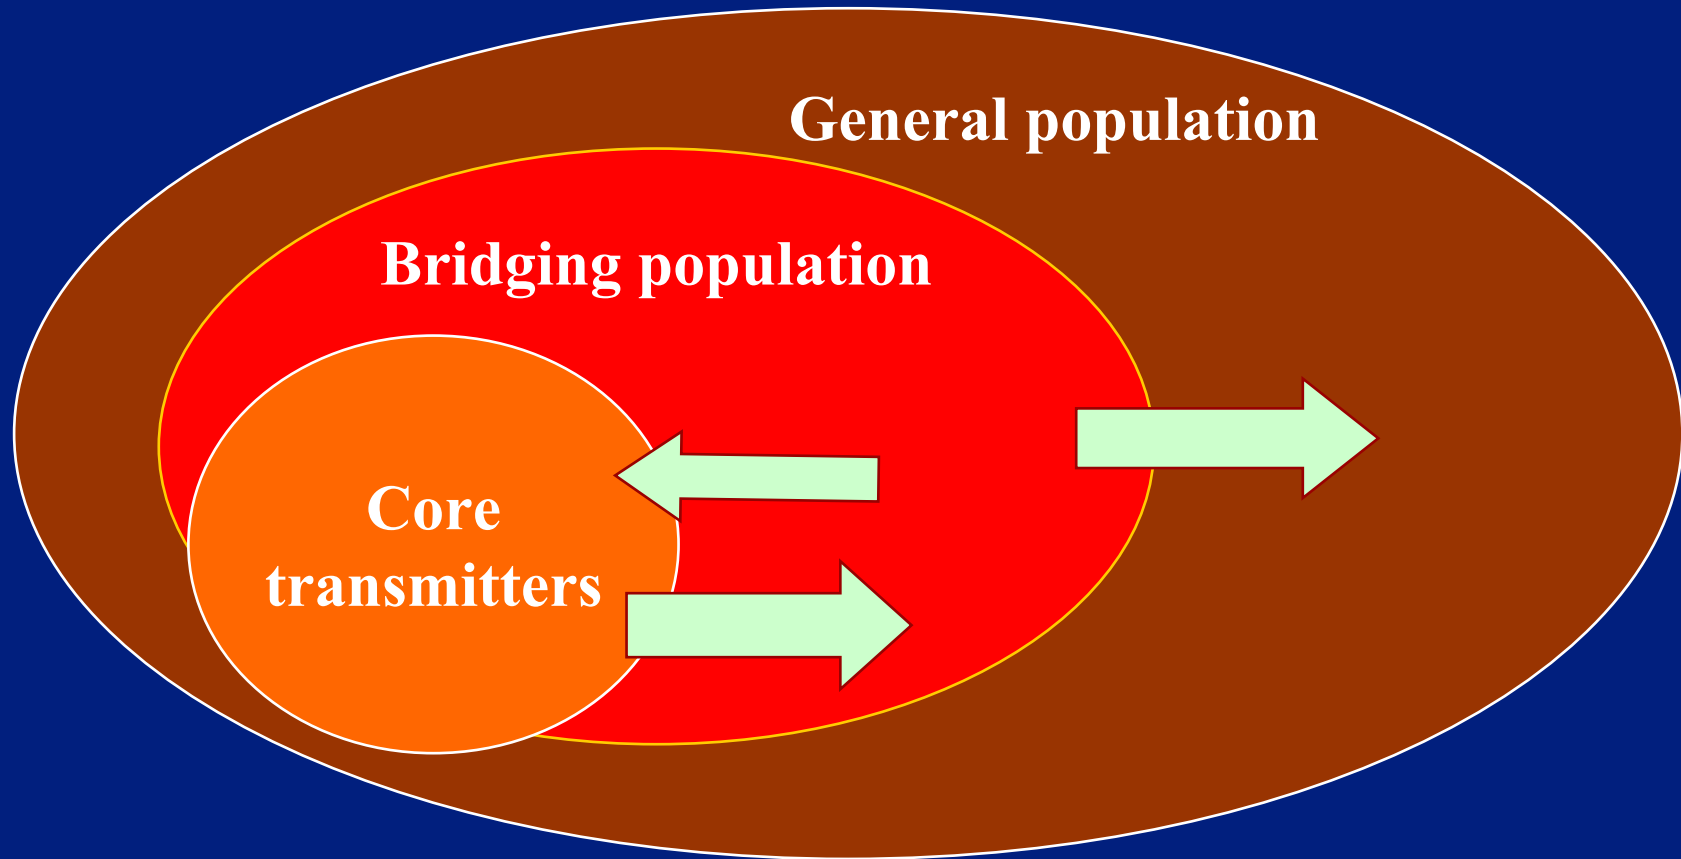 General population
Bridging population
Core
transmitters